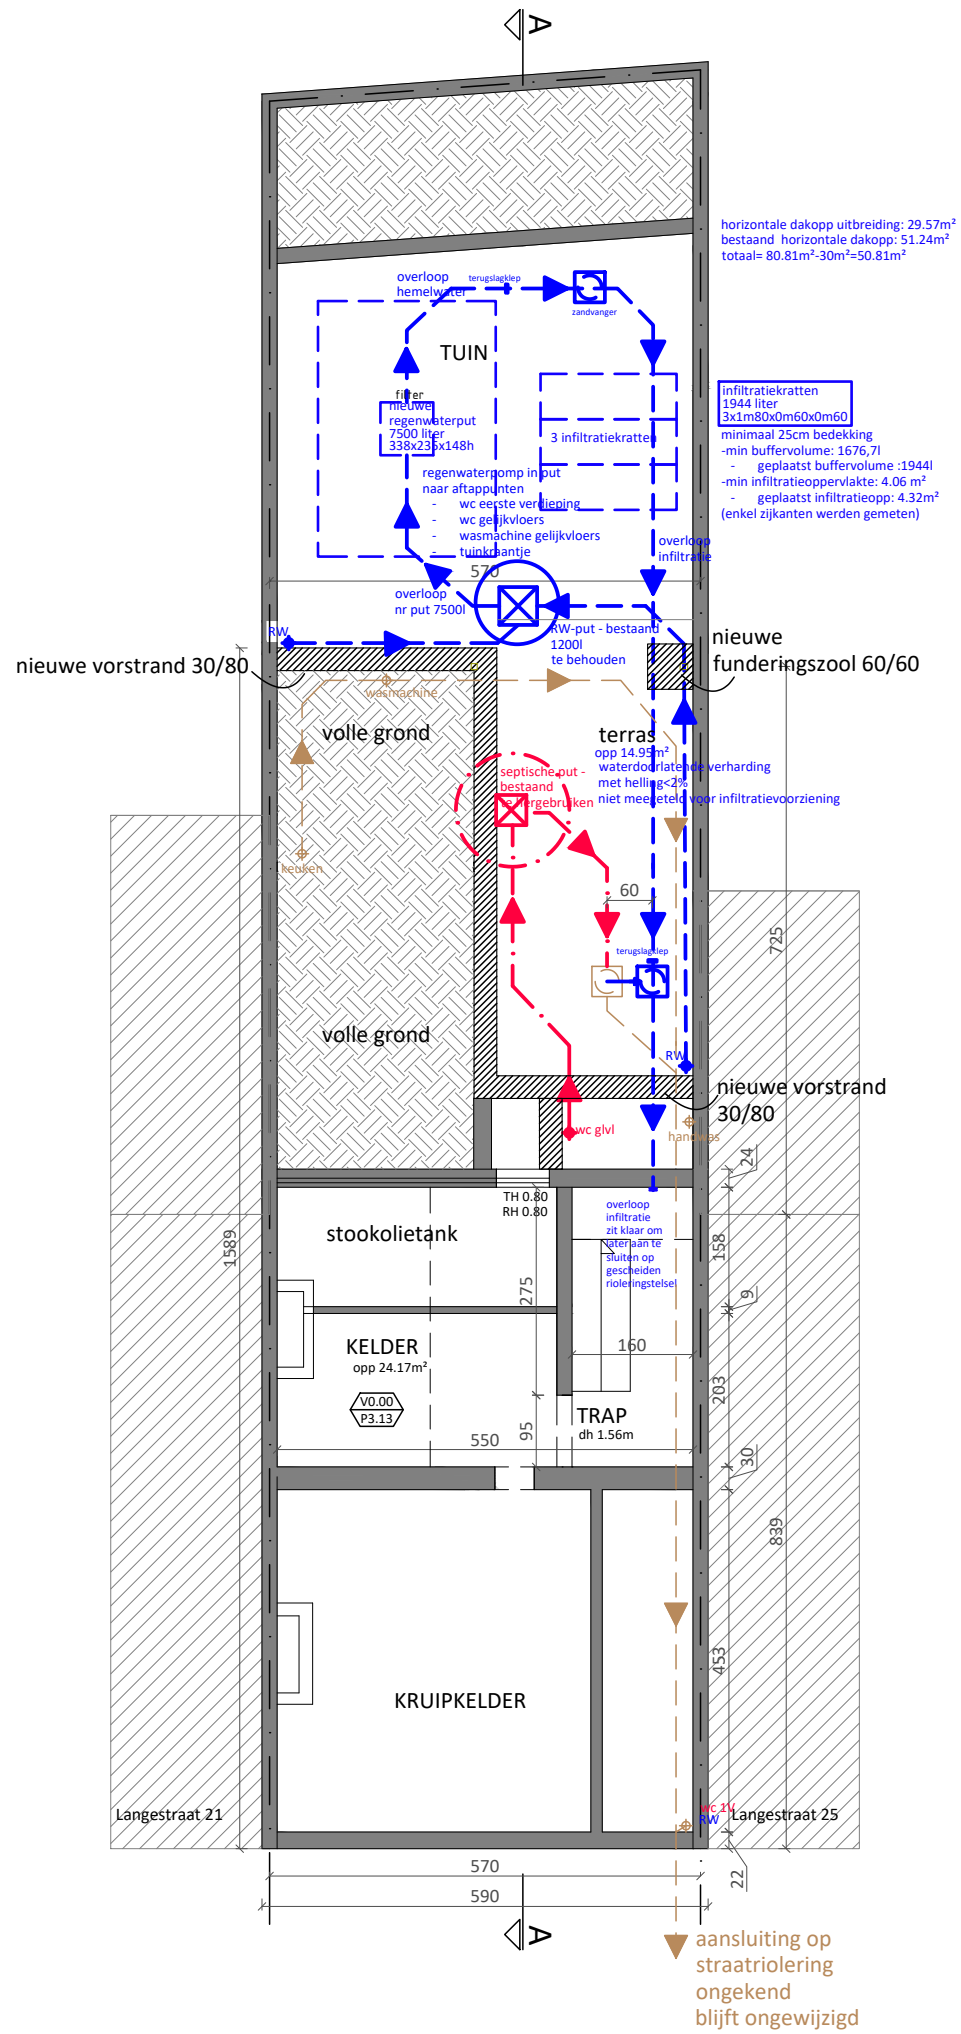 A
horizontale dakopp uitbreiding: 29.57m²
bestaand horizontale dakopp: 51.24m²
totaal= 80.81m²-30m²=50.81m²
overloop
hemelwater
terugslagklep
zandvanger
TUIN
filter
nieuwe
regenwaterput
7500 liter
338x235x148h
3 infiltratiekratten
infiltratiekratten
1944 liter
3x1m80x0m60x0m60
minimaal 25cm bedekking
-min buffervolume: 1676,7l
- geplaatst buffervolume :1944l
-min infiltratieoppervlakte: 4.06 m²
- geplaatst infiltratieopp: 4.32m²
(enkel zijkanten werden gemeten)
regenwaterpomp in put
naar aftappunten
- wc eerste verdieping
- wc gelijkvloers
- wasmachine gelijkvloers
- tuinkraantje
overloop
infiltratie
570
overloop
nr put 7500l
RW
RW-put - bestaand
1200l
te behouden
nieuwe
funderingszool 60/60
nieuwe vorstrand 30/80
wasmachine
volle grond
terras
opp 14.95m²
waterdoorlatende verharding
met helling<2%
niet meegeteld voor infiltratievoorziening
septische put -
bestaand
te hergebruiken
keuken
60
725
terugslagklep
volle grond
RW
nieuwe vorstrand
30/80
wc glvl
handwas
24
TH 0.80
RH 0.80
overloop
infiltratie
zit klaar om
later aan te
sluiten op
gescheiden
rioleringstelsel
stookolietank
1589
158
275
9
KELDER
opp 24.17m²
160
203
V0.00
P3.13
TRAP
dh 1.56m
95
550
30
839
453
KRUIPKELDER
Langestraat 21
wc 1V
RW
Langestraat 25
570
22
590
A
aansluiting op
straatriolering
ongekend
blijft ongewijzigd